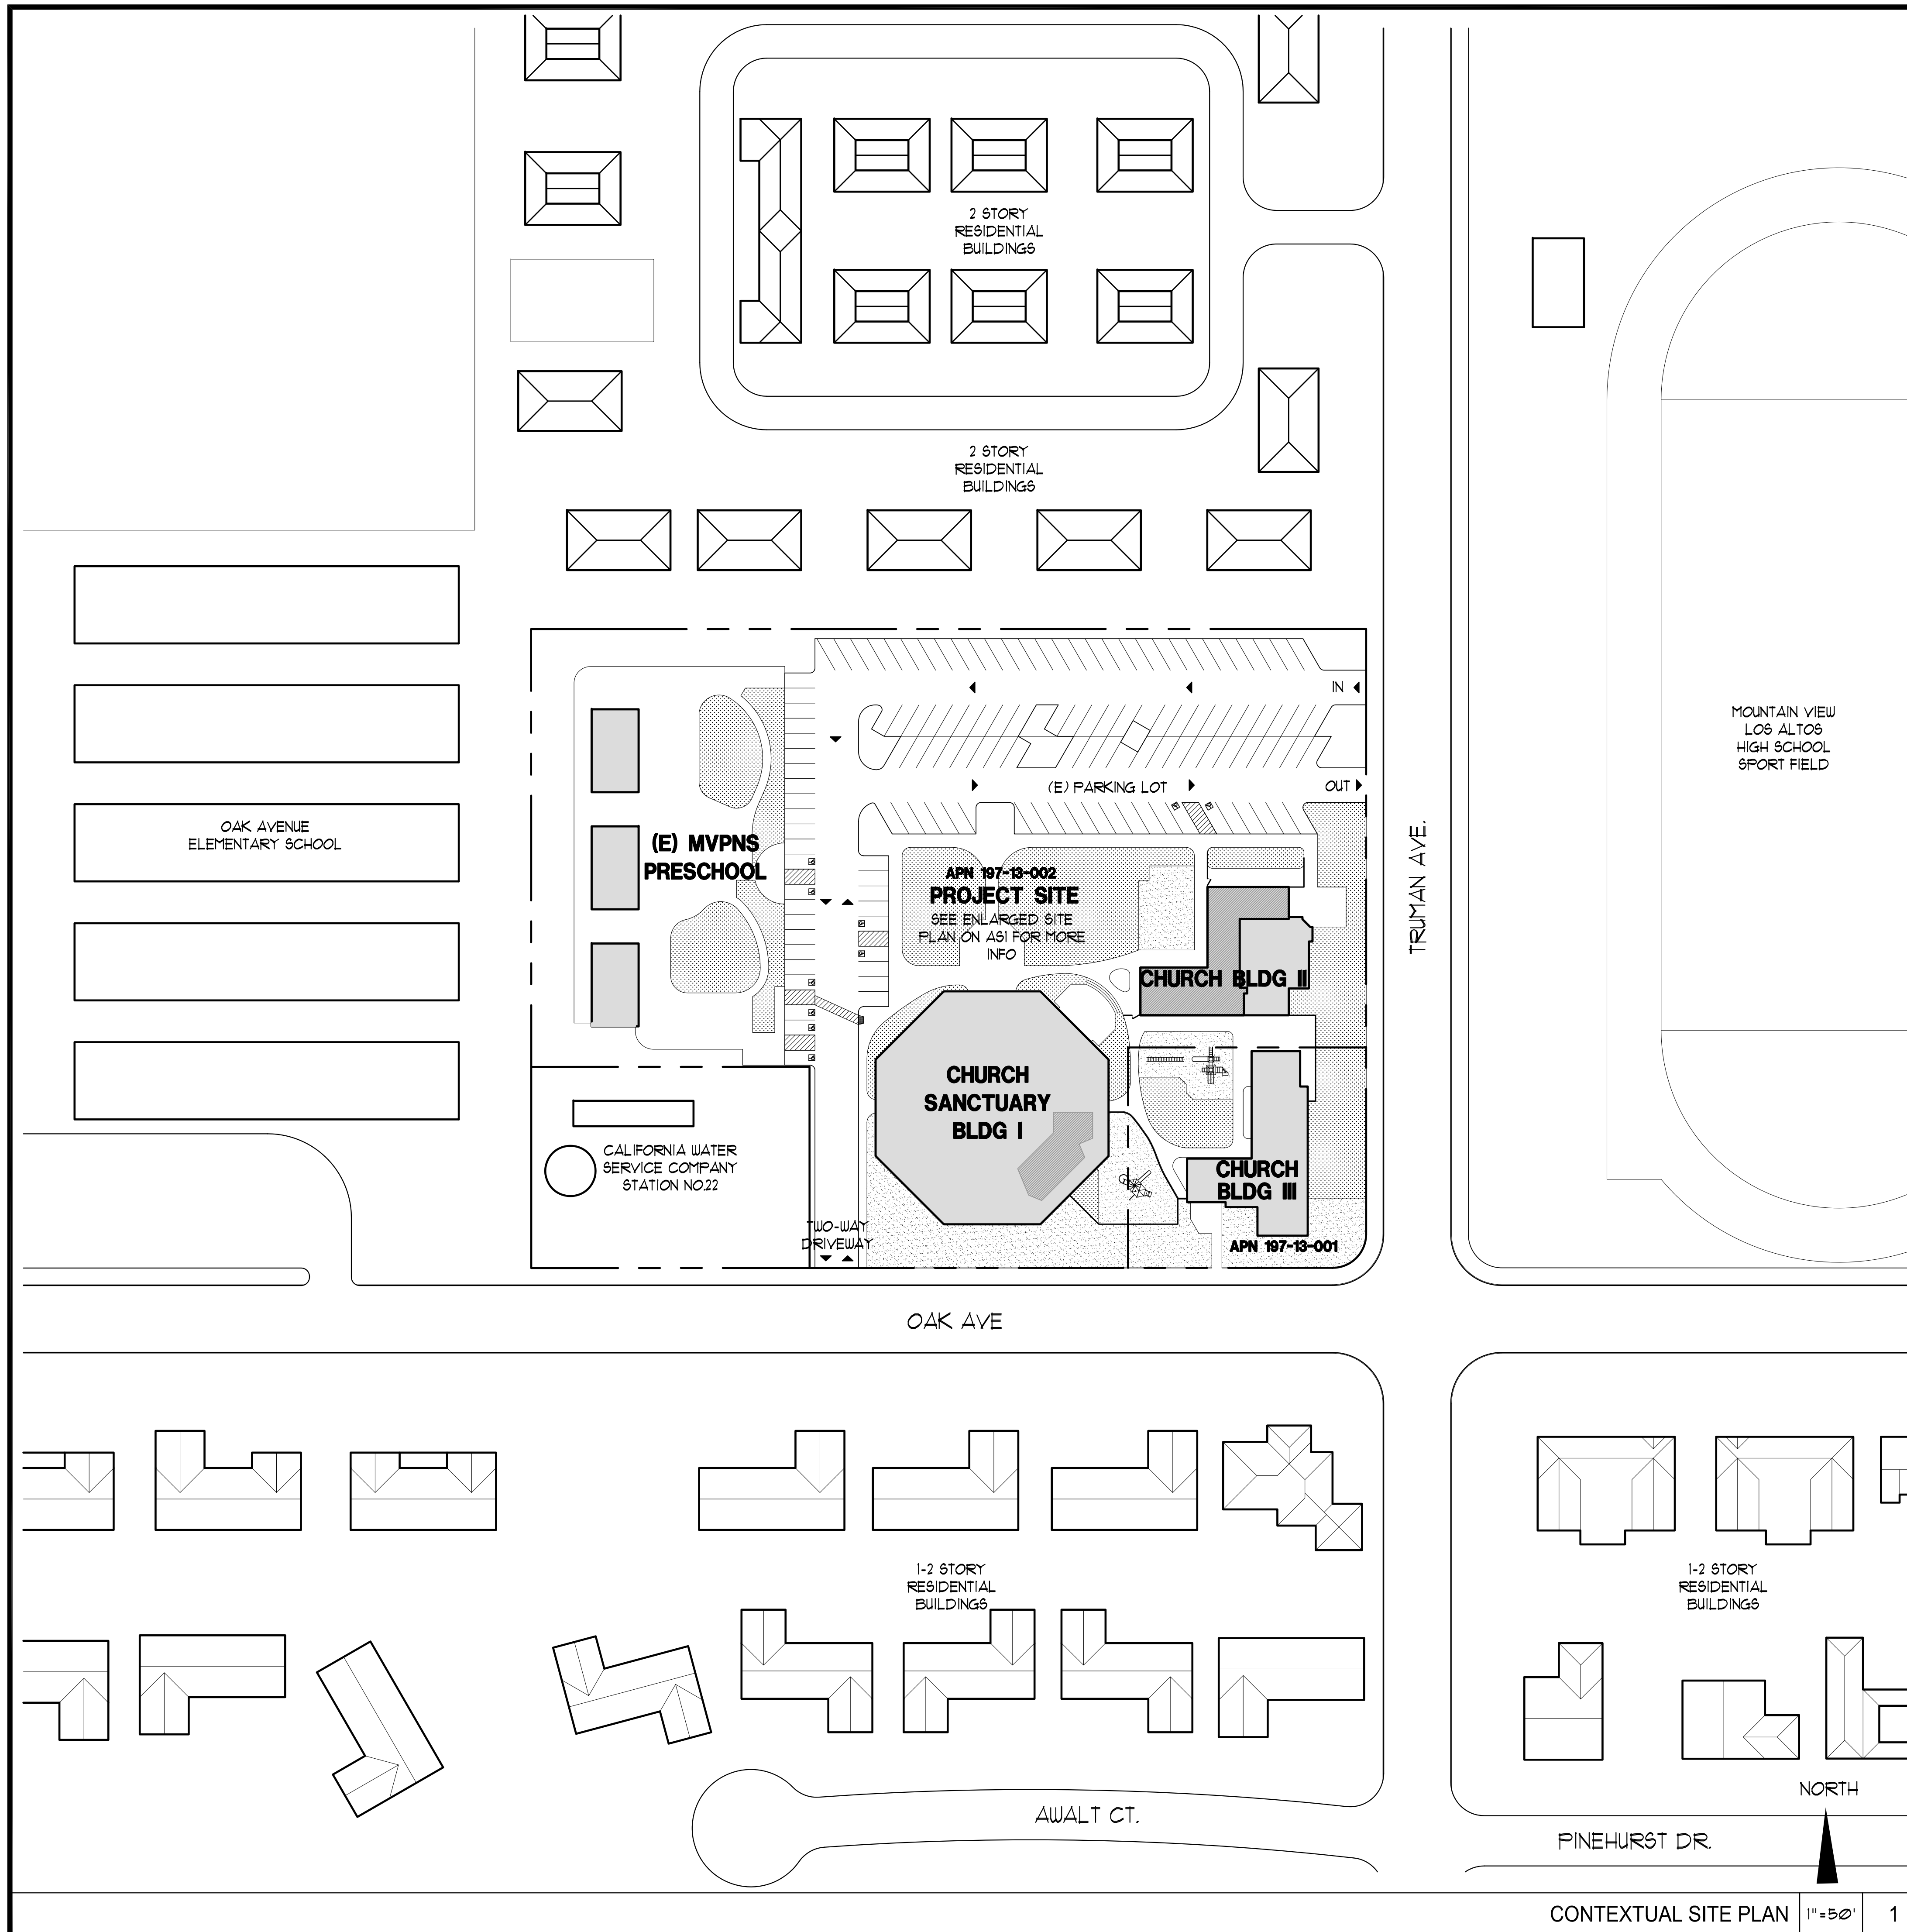 2 STORY
RESIDENTIAL
BUILDINGS
2 STORY
RESIDENTIAL
BUILDINGS
IN
MOUNTAIN VIEW
LOS ALTOS
HIGH SCHOOL
SPORT FIELD
(E) PARKING LOT
OUT
OAK AVENUE
ELEMENTARY SCHOOL
(E) MVPNS
PRESCHOOL
APN 197-13-002
PROJECT SITE
SEE ENLARGED SITE
PLAN ON AS1 FOR MORE
INFO
TRUMAN AVE.
CHURCH BLDG II
CHURCH
SANCTUARY
BLDG I
CALIFORNIA WATER
SERVICE COMPANY
STATION NO.22
CHURCH
BLDG III
TWO-WAY
DRIVEWAY
APN 197-13-001
OAK AVE
1-2 STORY
RESIDENTIAL
BUILDINGS
1-2 STORY
RESIDENTIAL
BUILDINGS
NORTH
AWALT CT.
PINEHURST DR.
CONTEXTUAL SITE PLAN
1"=50'
1